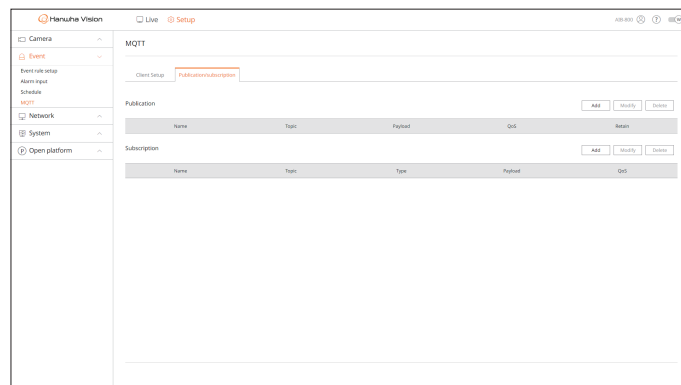 Hanwha Vision
Live
Setup
AIB-800
Camera
Event
Event rule setup
Alarm input
Schedule
MQTT
Network
System
Open platform
MQTT
Client Setup
Publication/subscription
Publication
Add Modify Delete
Name Topic Payload QoS Retain
Subscription
Add Modify Delete
Name Topic Type Payload QoS